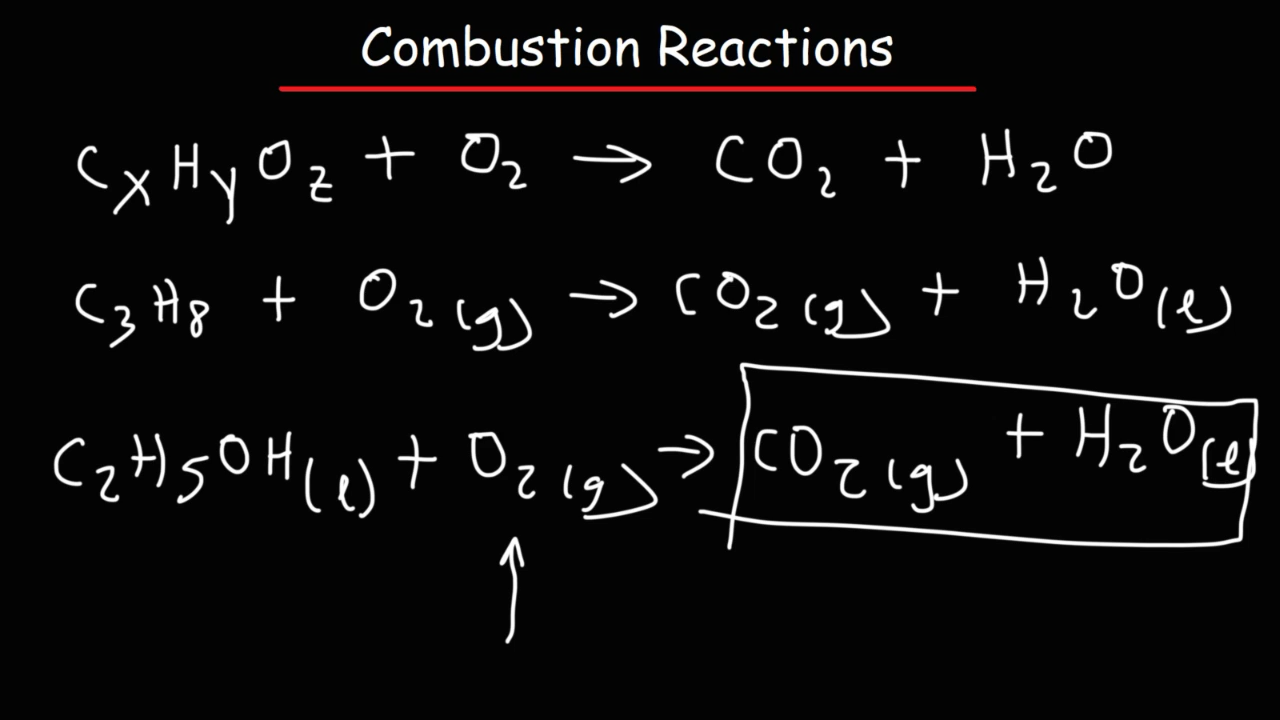 Combustion Reactions
CxHyOz + O2 → CO2 + H2O
C3H8 + O2(g) → CO2(g) + H2O(l)
C2H5OH(l) + O2(g) → CO2(g) + H2O(l)